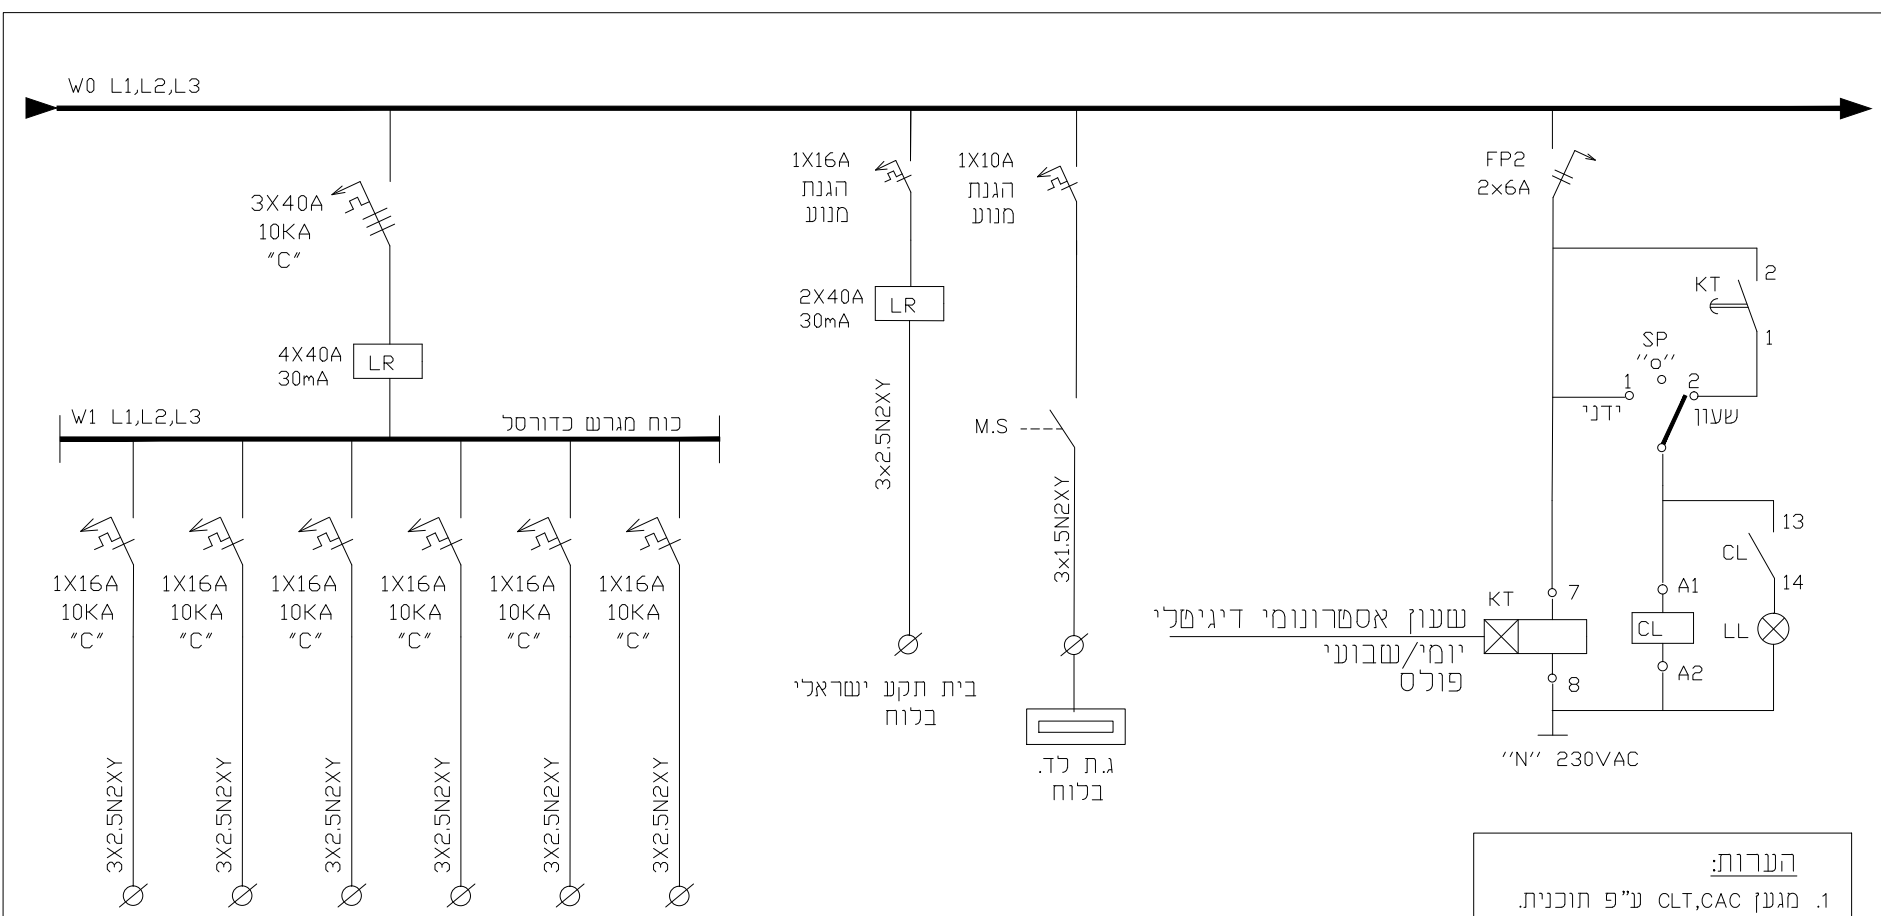 W0 L1,L2,L3
3X40A
10KA
"C"
4X40A
30mA
LR
W1 L1,L2,L3
כוח מגרש כדורסל
1X16A
10KA
"C"
3X2.5N2XY
1X16A
10KA
"C"
3X2.5N2XY
1X16A
10KA
"C"
3X2.5N2XY
1X16A
10KA
"C"
3X2.5N2XY
1X16A
10KA
"C"
3X2.5N2XY
1X16A
10KA
"C"
3X2.5N2XY
1X16A
הגנת
מנוע
2X40A
30mA
LR
3x2.5N2XY
בית תקע ישראלי
בלוח
1X10A
הגנת
מנוע
M.S
3x1.5N2XY
ג.ת לד.
בלוח
FP2
2x6A
KT
2
1
SP
''o''
1
2
ידני
שעון
13
CL
14
A1
CL
A2
LL
KT
7
8
שעון אסטרונומי דיגיטלי
יומי/שבועי
פולס
''N'' 230VAC
הערות:
1. מגען CLT,CAC ע"פ תוכנית.